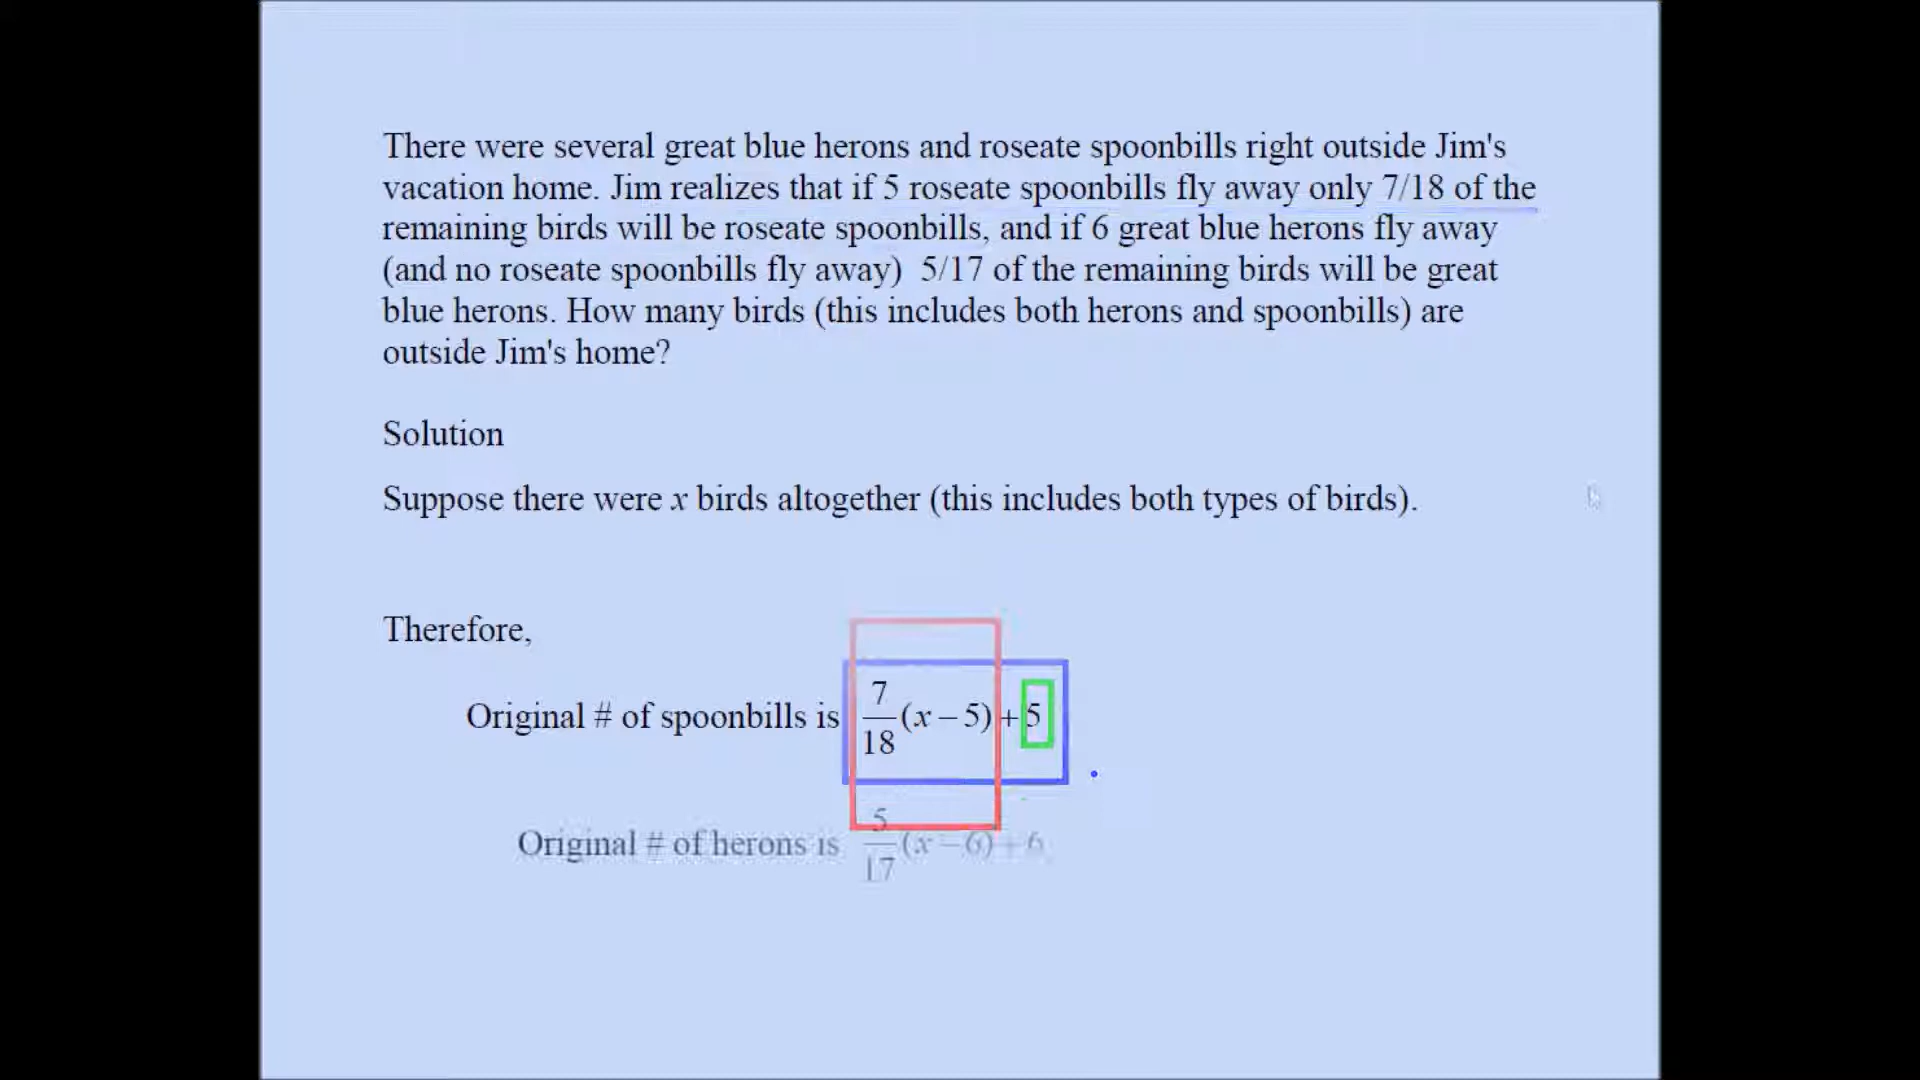 There were several great blue herons and roseate spoonbills right outside Jim's
vacation home. Jim realizes that if 5 roseate spoonbills fly away only 7/18 of the
remaining birds will be roseate spoonbills, and if 6 great blue herons fly away
(and no roseate spoonbills fly away)  5/17 of the remaining birds will be great
blue herons. How many birds (this includes both herons and spoonbills) are
outside Jim's home?
Solution
Suppose there were x birds altogether (this includes both types of birds).
Therefore,
Original # of spoonbills is 7/18 (x – 5) + 5
Original # of herons is 5/17 (x – 6) + 6